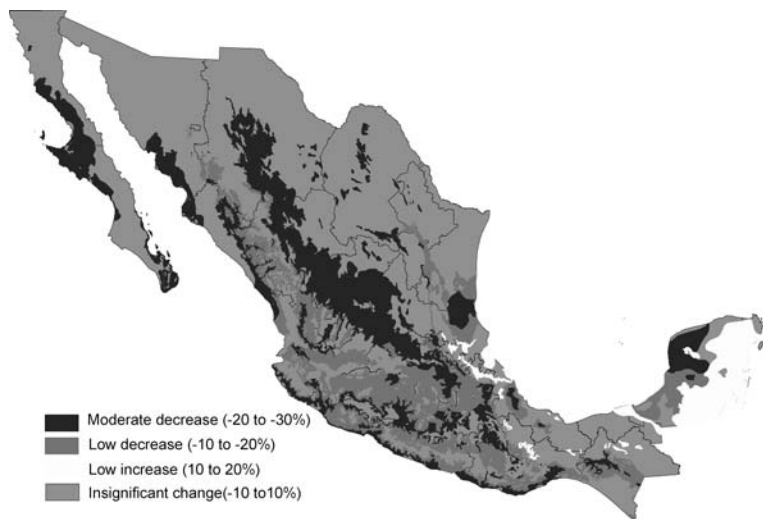 Moderate decrease (-20 to -30%)
Low decrease (-10 to -20%)
Low increase (10 to 20%)
Insignificant change(-10 to10%)